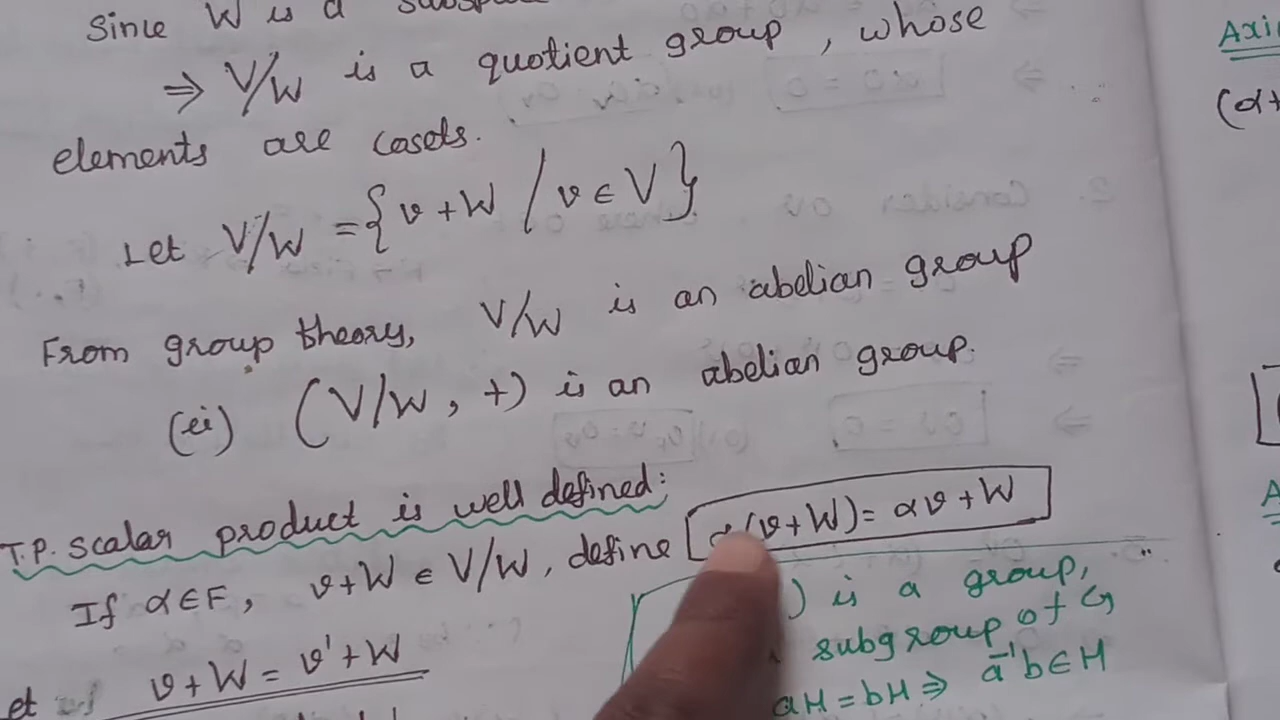 Since W is a
⇒ V/W is a quotient group, whose
elements are cosets.
Let V/W = {v + W / v ∈ V}
From group theory, V/W is an abelian group
(ii) (V/W, +) is an abelian group.
T.P. scalar product is well defined:
If α∈F, v+W ∈ V/W, define α(v+W) = αv+W
v+W = v'+W
) is a group,
subgroup of G
aH = bH ⇒ a⁻¹b ∈ H
(α+